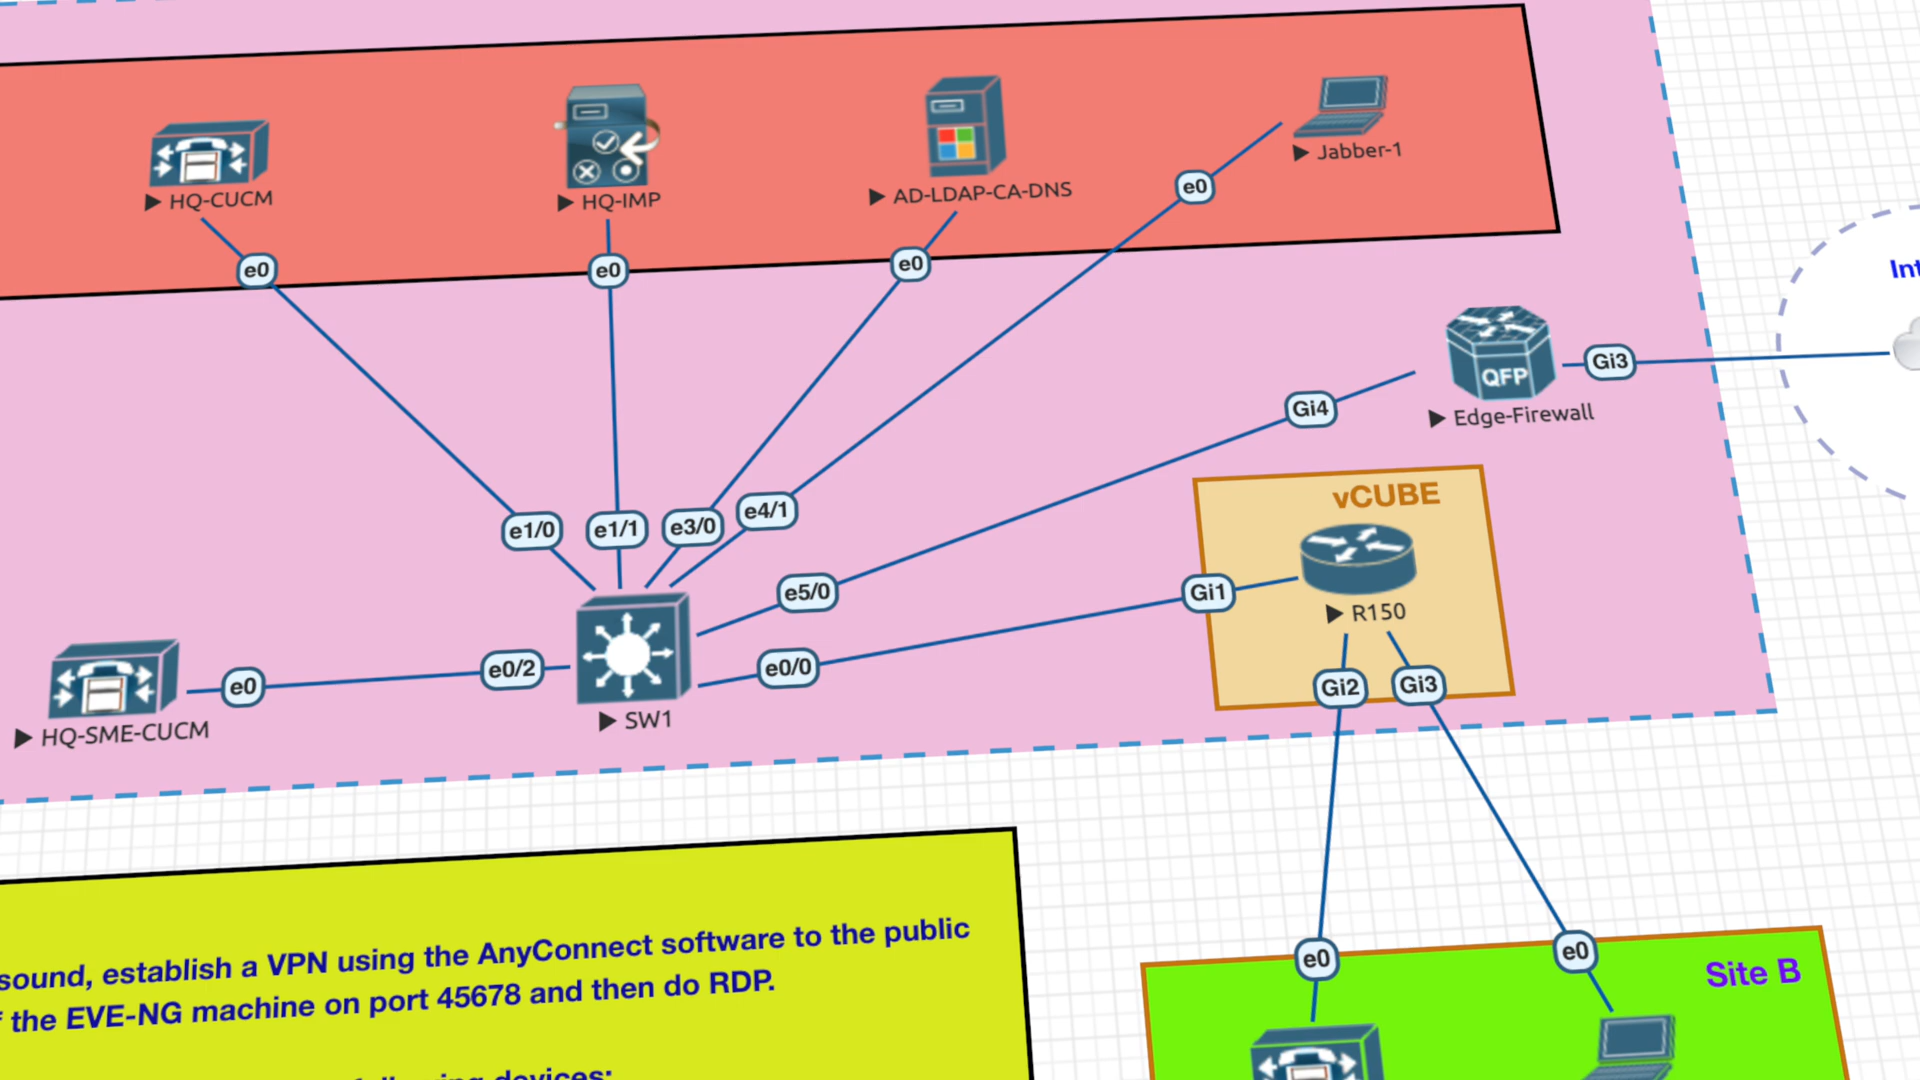 HQ-CUCM
HQ-IMP
AD-LDAP-CA-DNS
Jabber-1
e0
e0
e0
e0
QFP
Edge-Firewall
Gi3
Gi4
e1/0
e1/1
e3/0
e4/1
e5/0
e0/0
vCUBE
Gi1
R150
Gi2
Gi3
HQ-SME-CUCM
e0
e0/2
SW1
sound, establish a VPN using the AnyConnect software to the public
the EVE-NG machine on port 45678 and then do RDP.
devices:
e0
e0
Site B